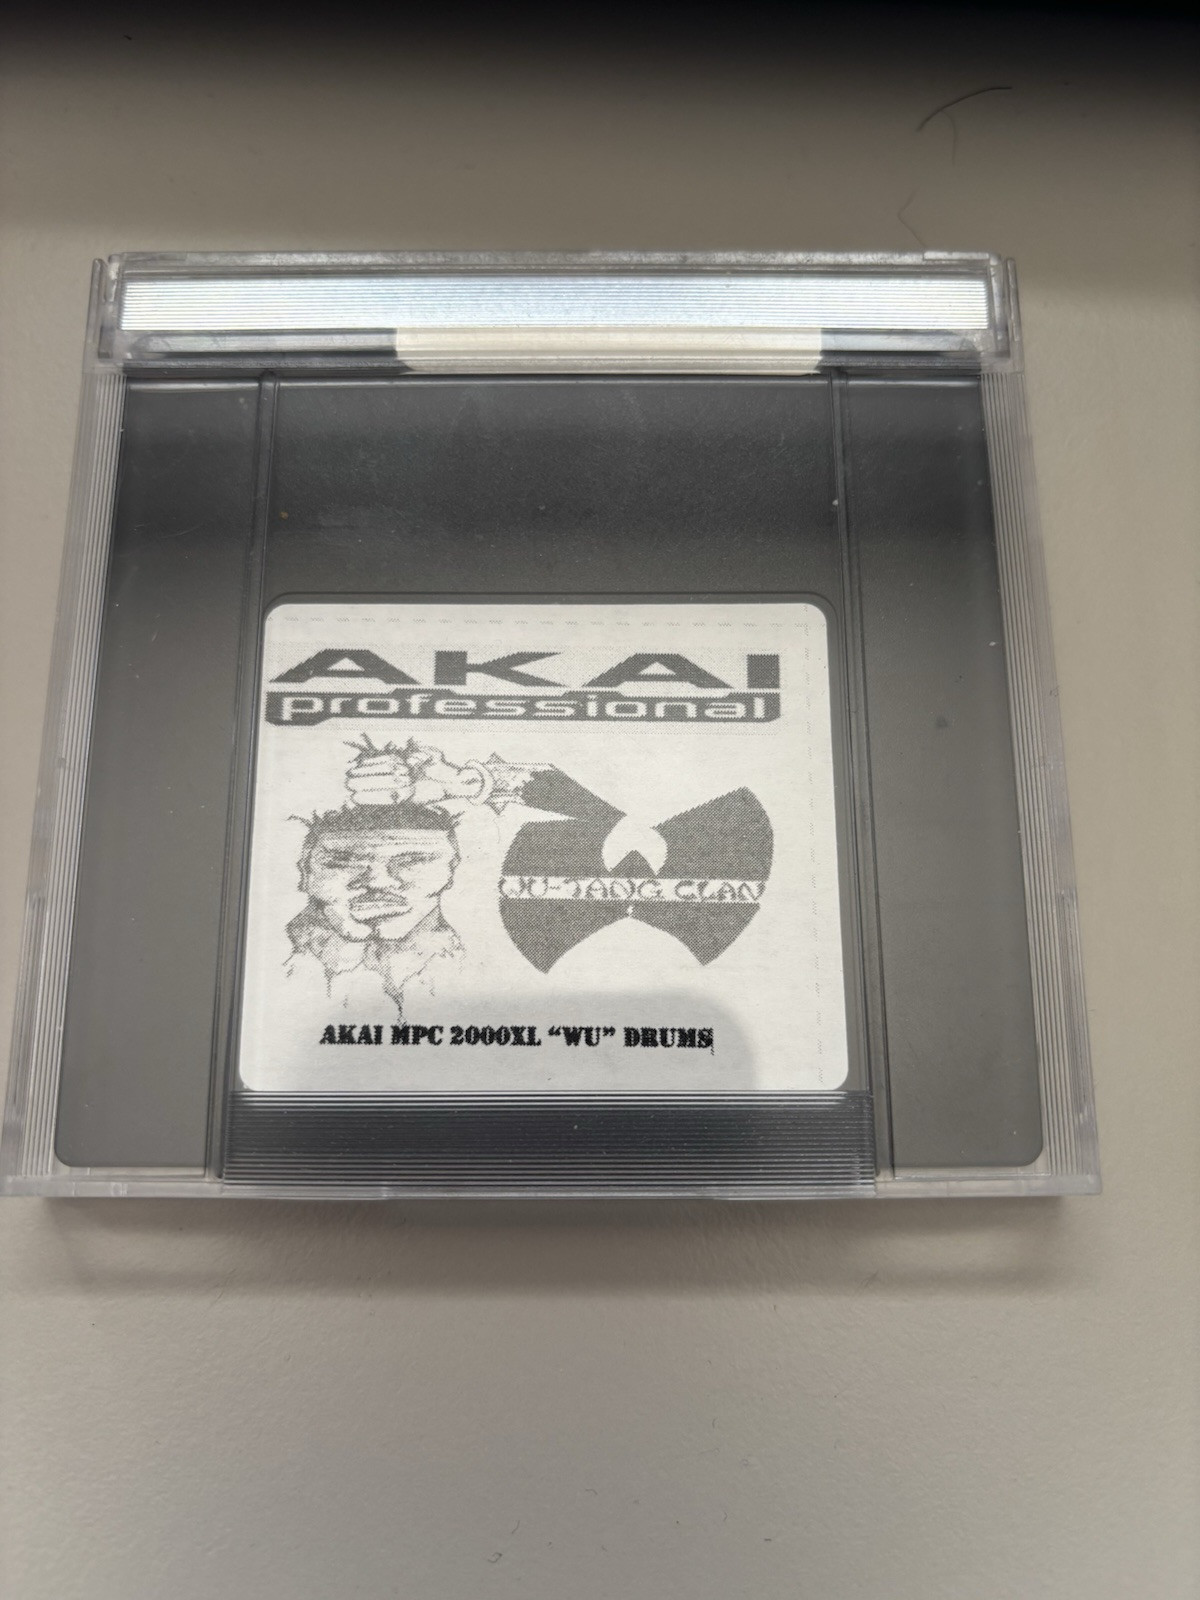 AKAI
professional
WU-TANG CLAN
AKAI MPC 2000XL “WU” DRUMS